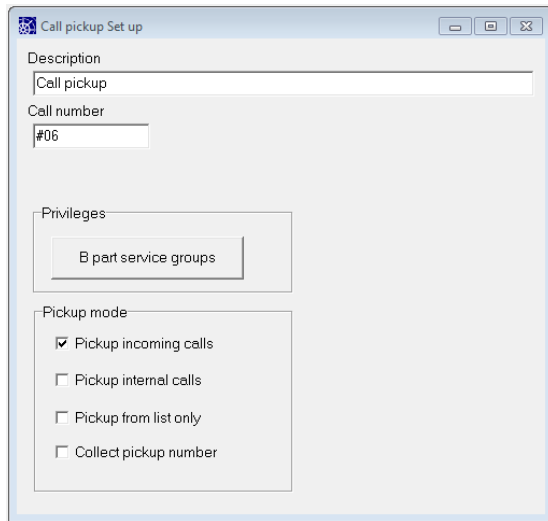 Call pickup Set up
Description
Call pickup
Call number
#06
Privileges
B part service groups
Pickup mode
Pickup incoming calls
Pickup internal calls
Pickup from list only
Collect pickup number